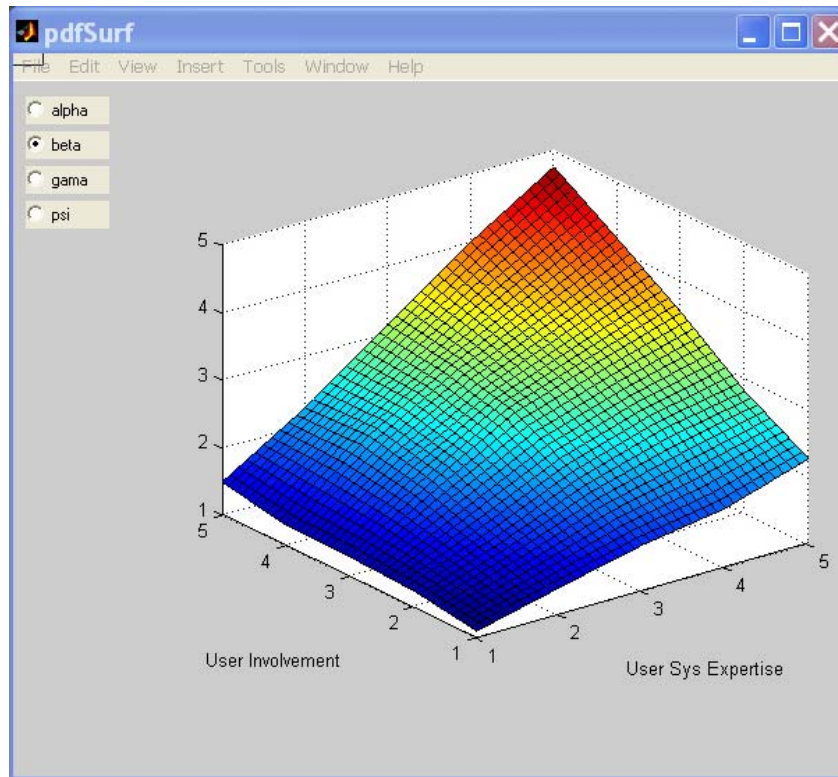 pdfSurf
File Edit View Insert Tools Window Help
alpha
beta
gama
psi
5
4
3
2
1
5
4
3
2
1
1
2
3
4
5
User Involvement
User Sys Expertise